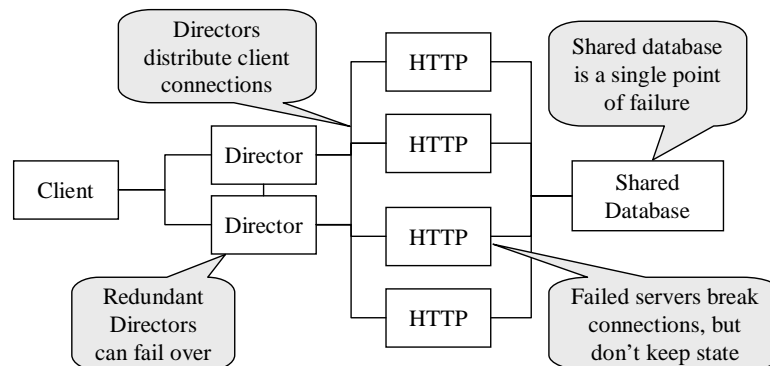 Directors
distribute client
connections
HTTP
Shared database
is a single point
of failure
HTTP
Director
Client
Shared
Database
Director
HTTP
Redundant
Directors
can fail over
HTTP
Failed servers break
connections, but
don’t keep state